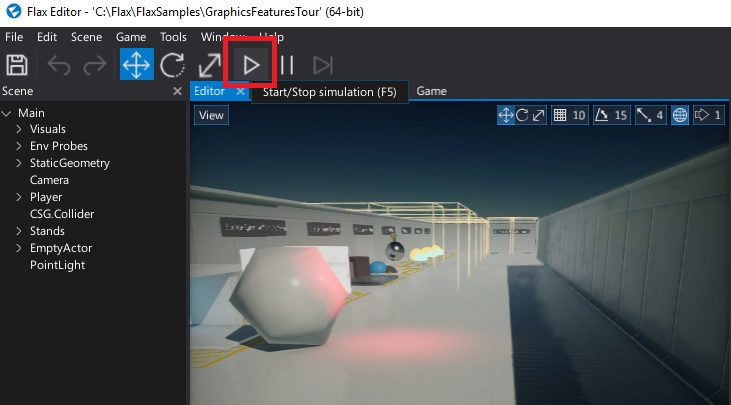 Flax Editor - 'C:\Flax\FlaxSamples\GraphicsFeaturesTour' (64-bit)
File Edit Scene Game Tools Window Help
Scene
Editor
Start/Stop simulation (F5)
Game
View
10
15
4
1
Main
Visuals
Env Probes
StaticGeometry
Camera
Player
CSG.Collider
Stands
EmptyActor
PointLight